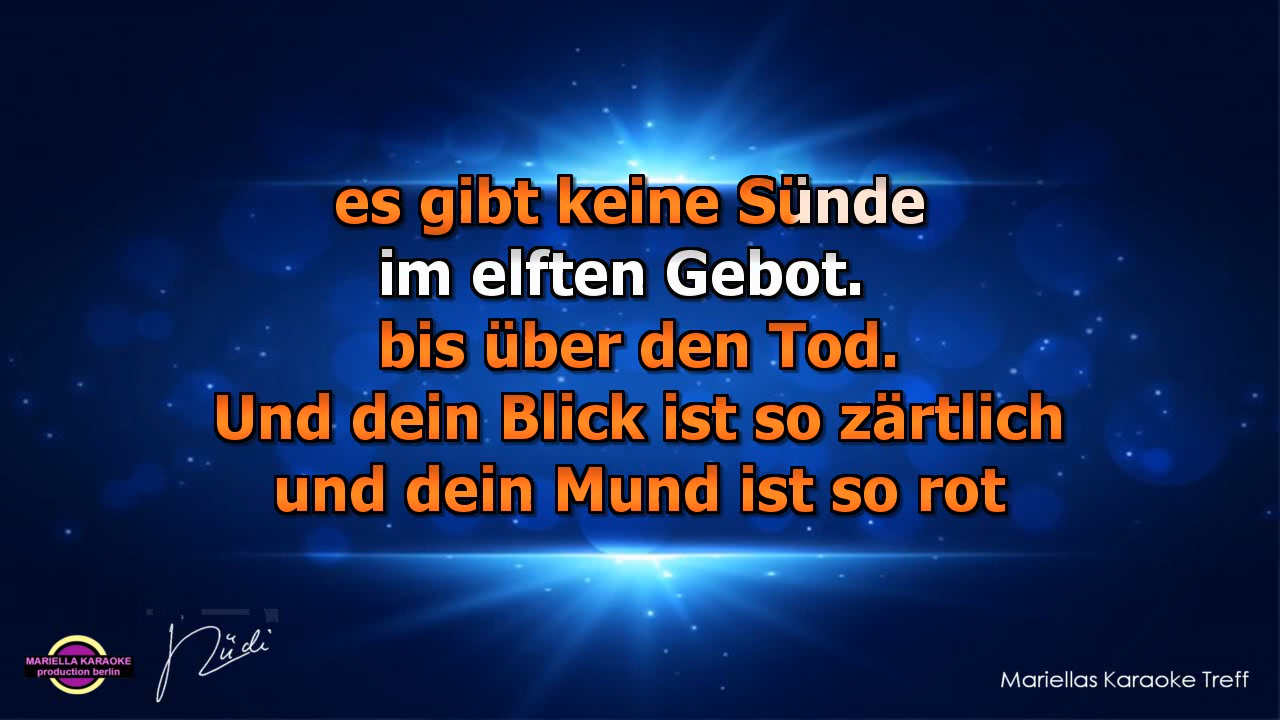 es gibt keine Sünde
im elften Gebot.
bis über den Tod.
Und dein Blick ist so zärtlich
und dein Mund ist so rot
MARIELLA KARAOKE
production berlin
Rüdi
Mariellas Karaoke Treff